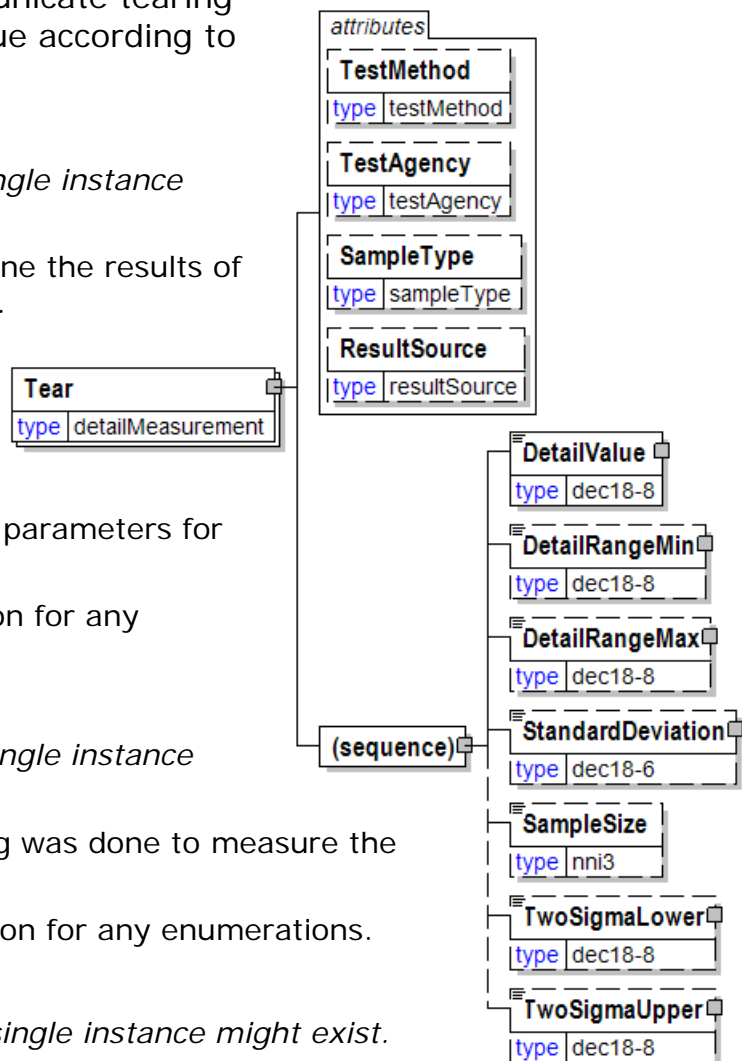 unicate tearing
ue according to
ngle instance
ne the results of
.
parameters for
on for any
ngle instance
g was done to measure the
on for any enumerations.
single instance might exist.
Tear
type detailMeasurement
attributes
TestMethod
type testMethod
TestAgency
type testAgency
SampleType
type sampleType
ResultSource
type resultSource
(sequence)
DetailValue
type dec18-8
DetailRangeMin
type dec18-8
DetailRangeMax
type dec18-8
StandardDeviation
type dec18-6
SampleSize
type nni3
TwoSigmaLower
type dec18-8
TwoSigmaUpper
type dec18-8